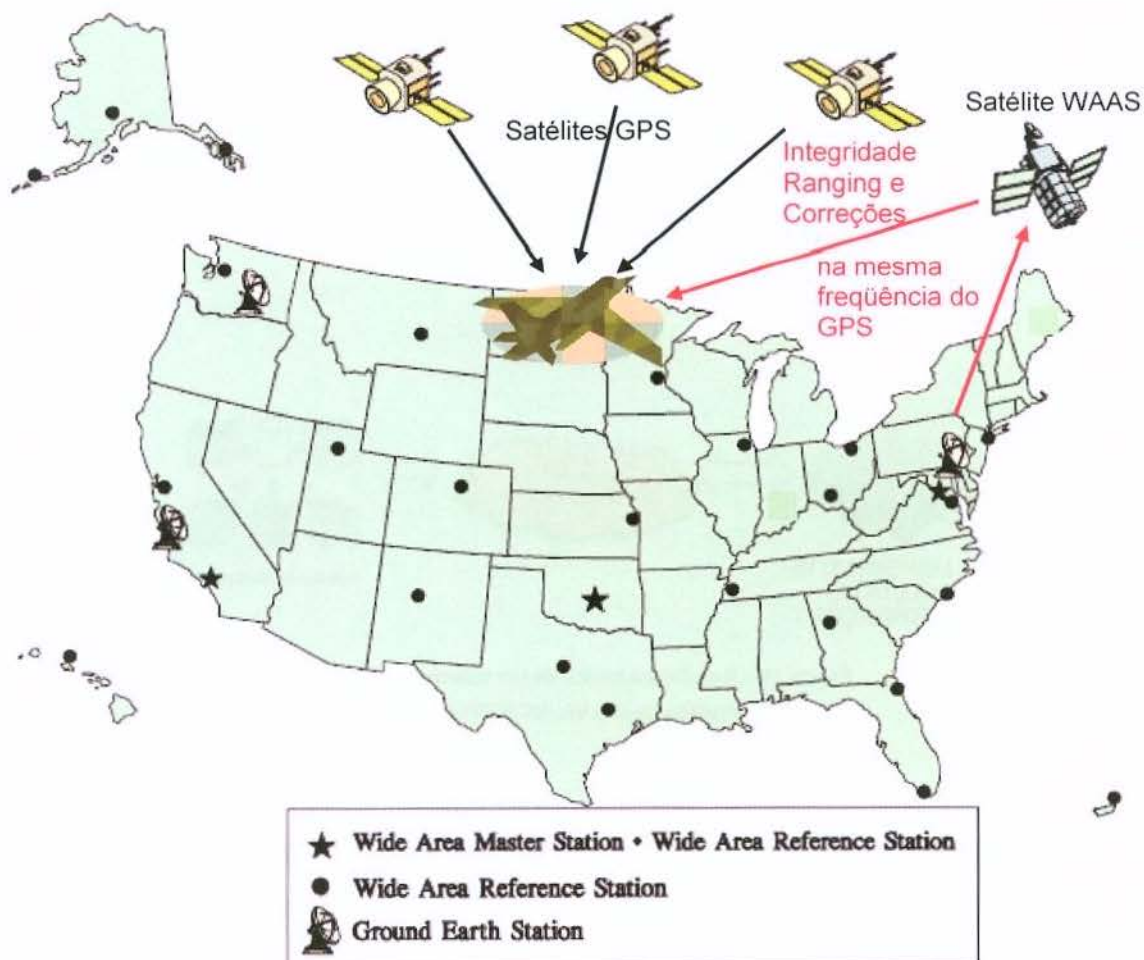 Satélites GPS
Satélite WAAS
Integridade
Ranging e
Correções
na mesma
freqüência do
GPS
Wide Area Master Station • Wide Area Reference Station
Wide Area Reference Station
Ground Earth Station